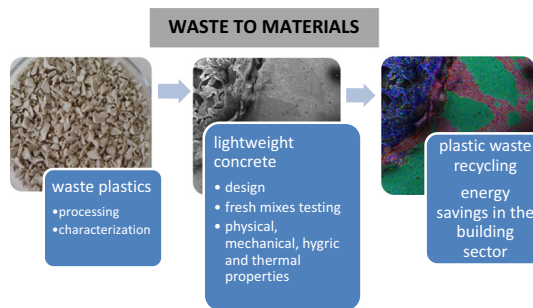 WASTE TO MATERIALS
waste plastics
•processing
•characterization
lightweight
concrete
• design
• fresh mixes testing
• physical,
mechanical, hygric
and thermal
properties
plastic waste
recycling
energy
savings in the
building
sector